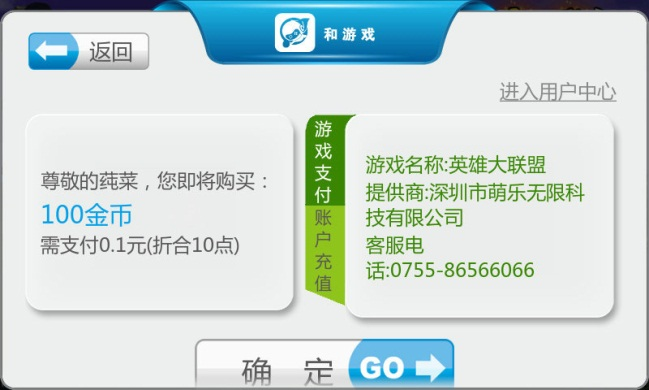 和游戏
返回
进入用户中心
尊敬的莼菜，您即将购买：
100金币
需支付0.1元(折合10点)
游戏支付
账户充值
游戏名称:英雄大联盟
提供商:深圳市萌乐无限科
技有限公司
客服电
话:0755-86566066
确 定 GO